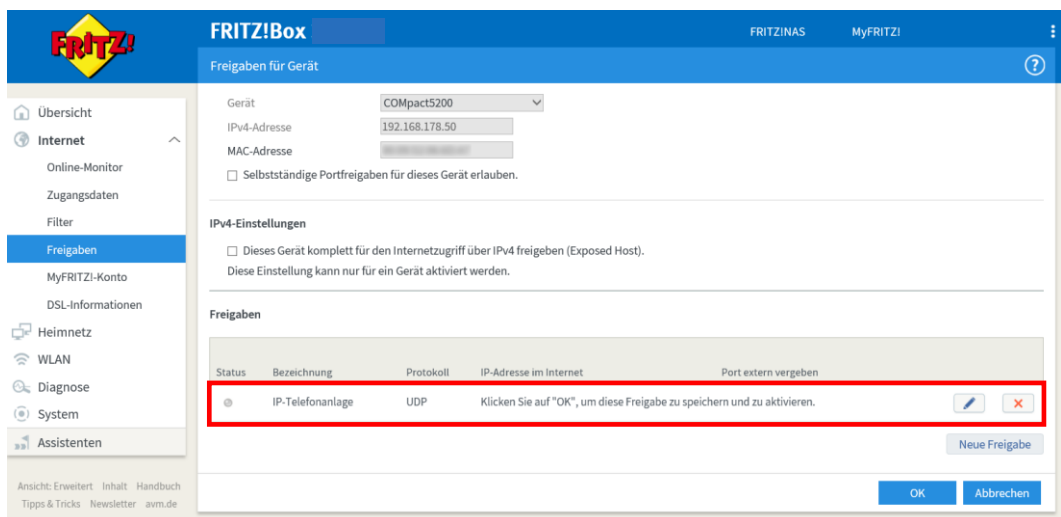 FRITZ!
FRITZ!Box
FRITZ!NAS
MyFRITZ!
Freigaben für Gerät
?
Übersicht
Internet
Online-Monitor
Zugangsdaten
Filter
Freigaben
MyFRITZ!-Konto
DSL-Informationen
Heimnetz
WLAN
Diagnose
System
Assistenten
Ansicht: Erweitert Inhalt Handbuch
Tipps & Tricks Newsletter avm.de
Gerät COMpact5200
IPv4-Adresse 192.168.178.50
MAC-Adresse
Selbstständige Portfreigaben für dieses Gerät erlauben.
IPv4-Einstellungen
Dieses Gerät komplett für den Internetzugriff über IPv4 freigeben (Exposed Host).
Diese Einstellung kann nur für ein Gerät aktiviert werden.
Freigaben
Status Bezeichnung Protokoll IP-Adresse im Internet Port extern vergeben
IP-Telefonanlage UDP Klicken Sie auf "OK", um diese Freigabe zu speichern und zu aktivieren.
Neue Freigabe
OK Abbrechen